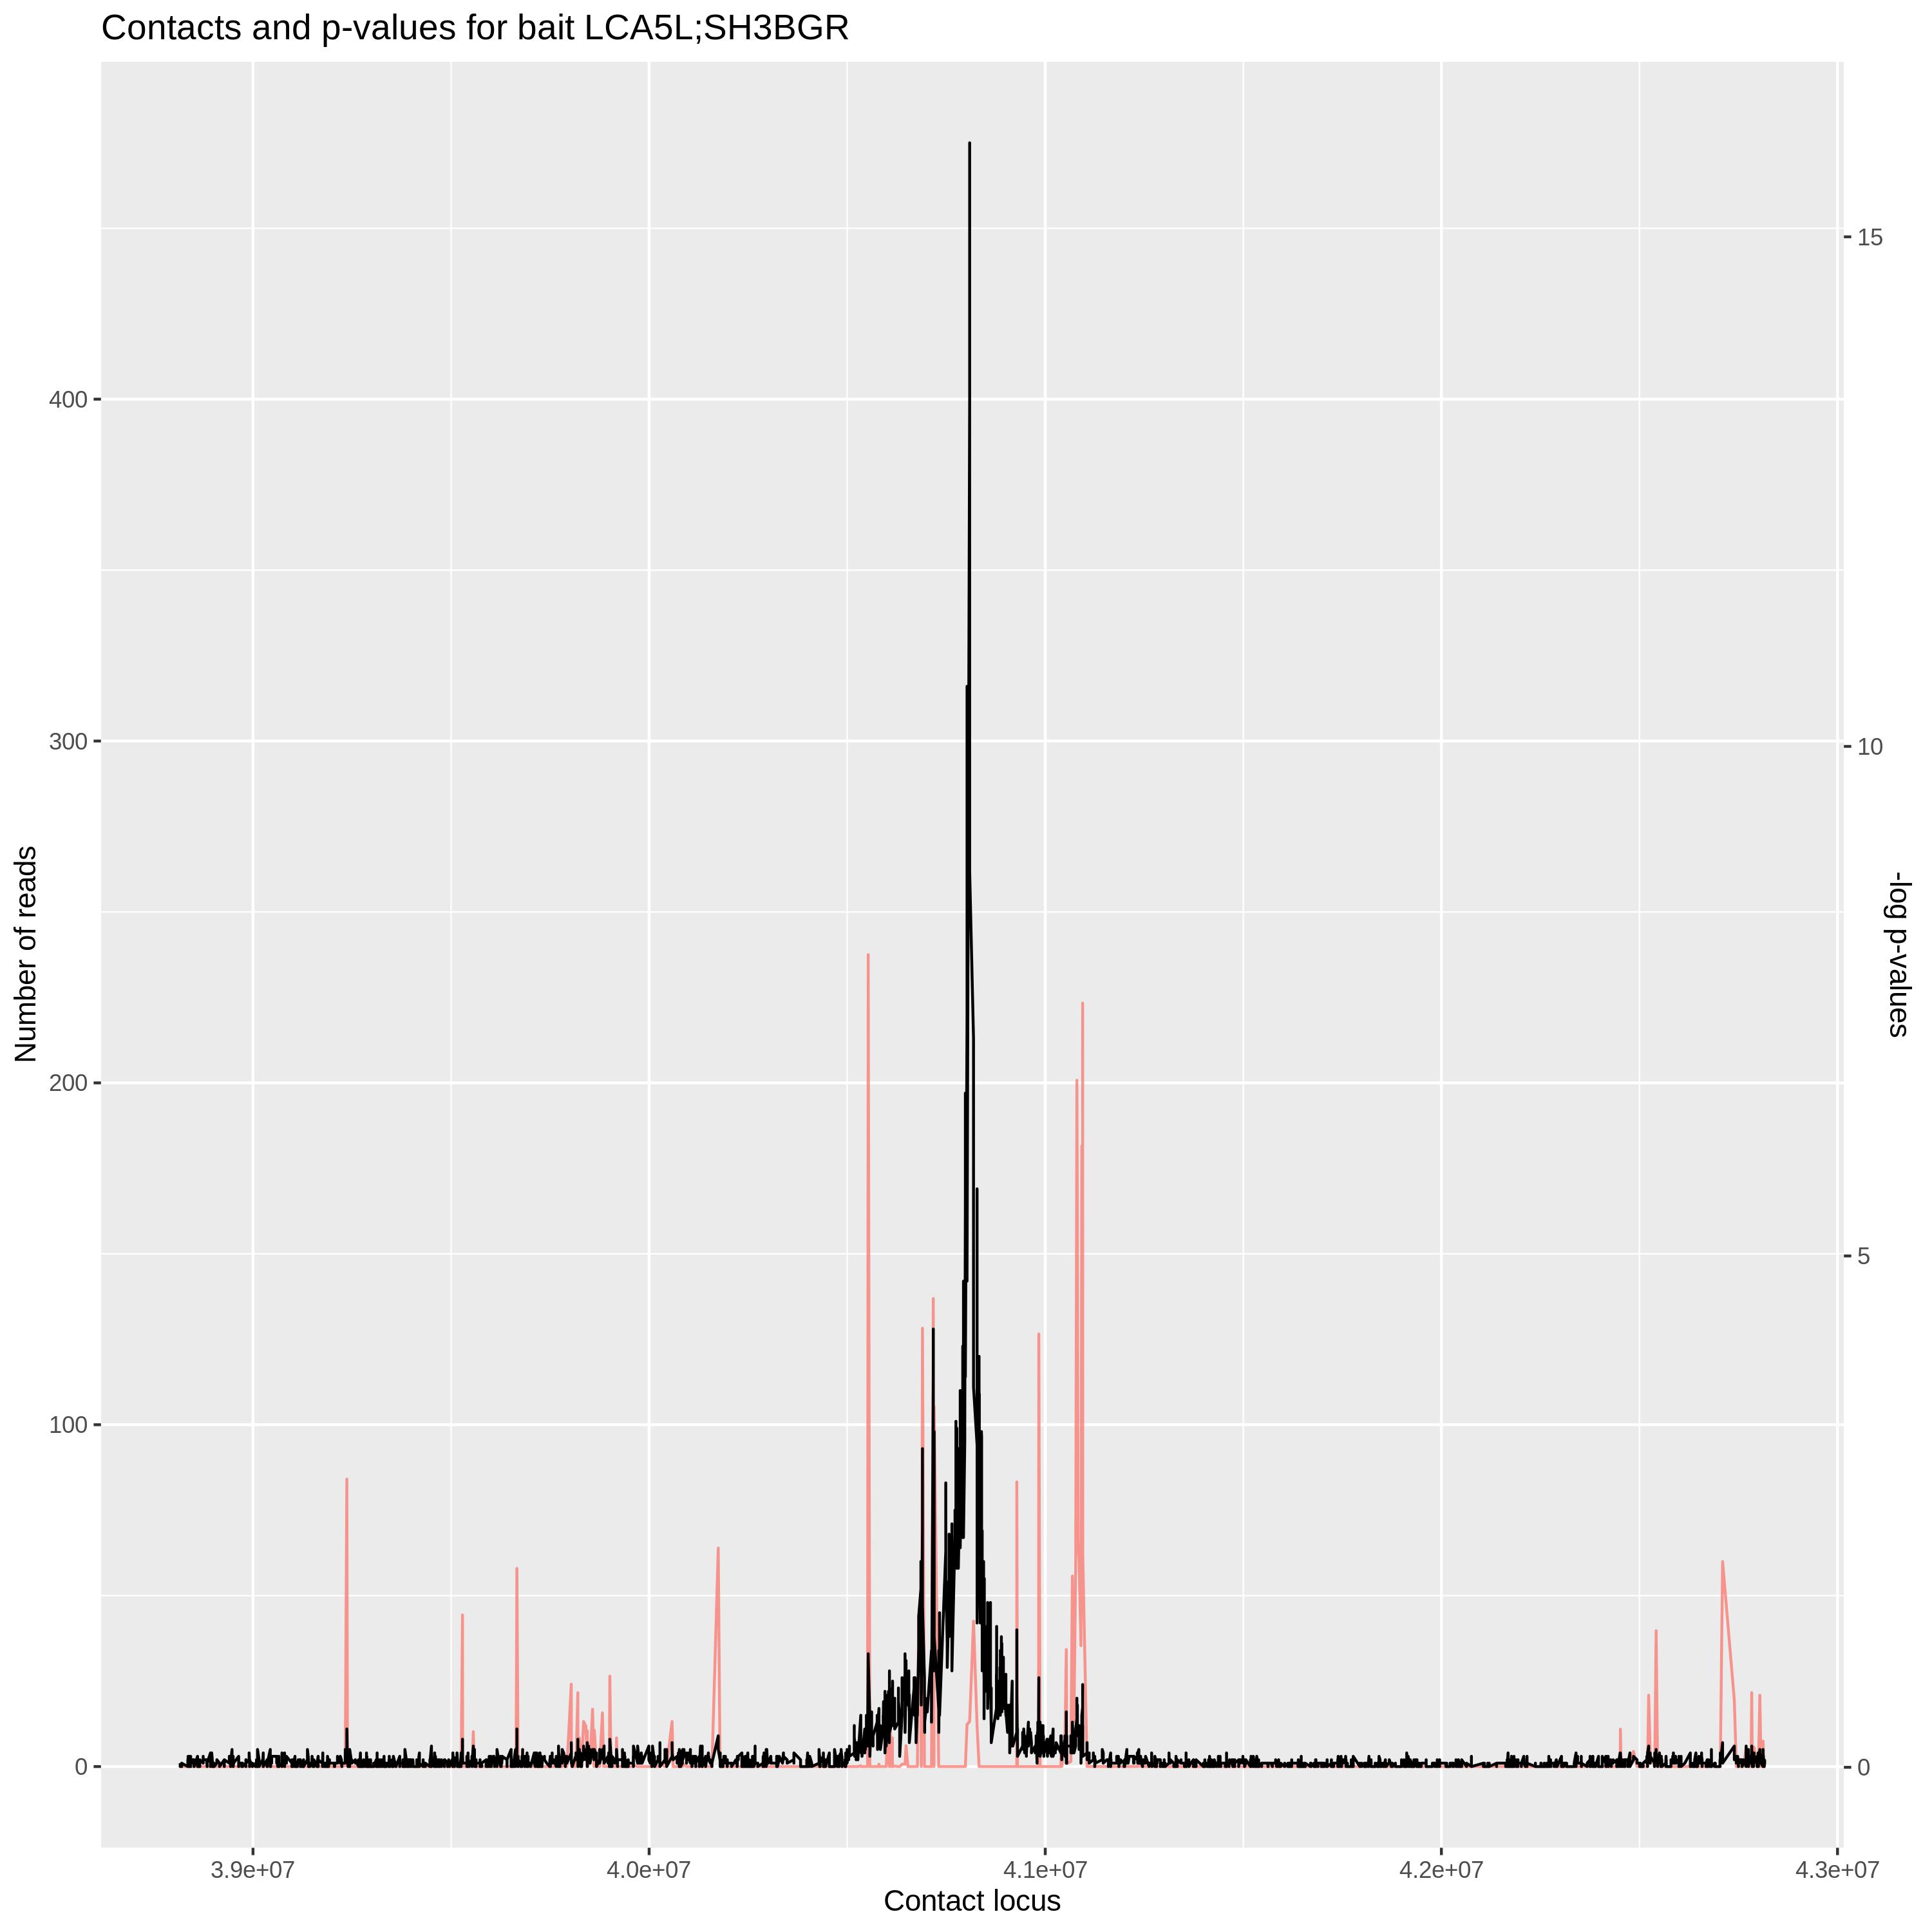 Contacts and p-values for bait LCA5L;SH3BGR
Number of reads
400
300
200
100
0
15
10
5
0
-log p-values
3.9e+07
4.0e+07
4.1e+07
4.2e+07
4.3e+07
Contact locus